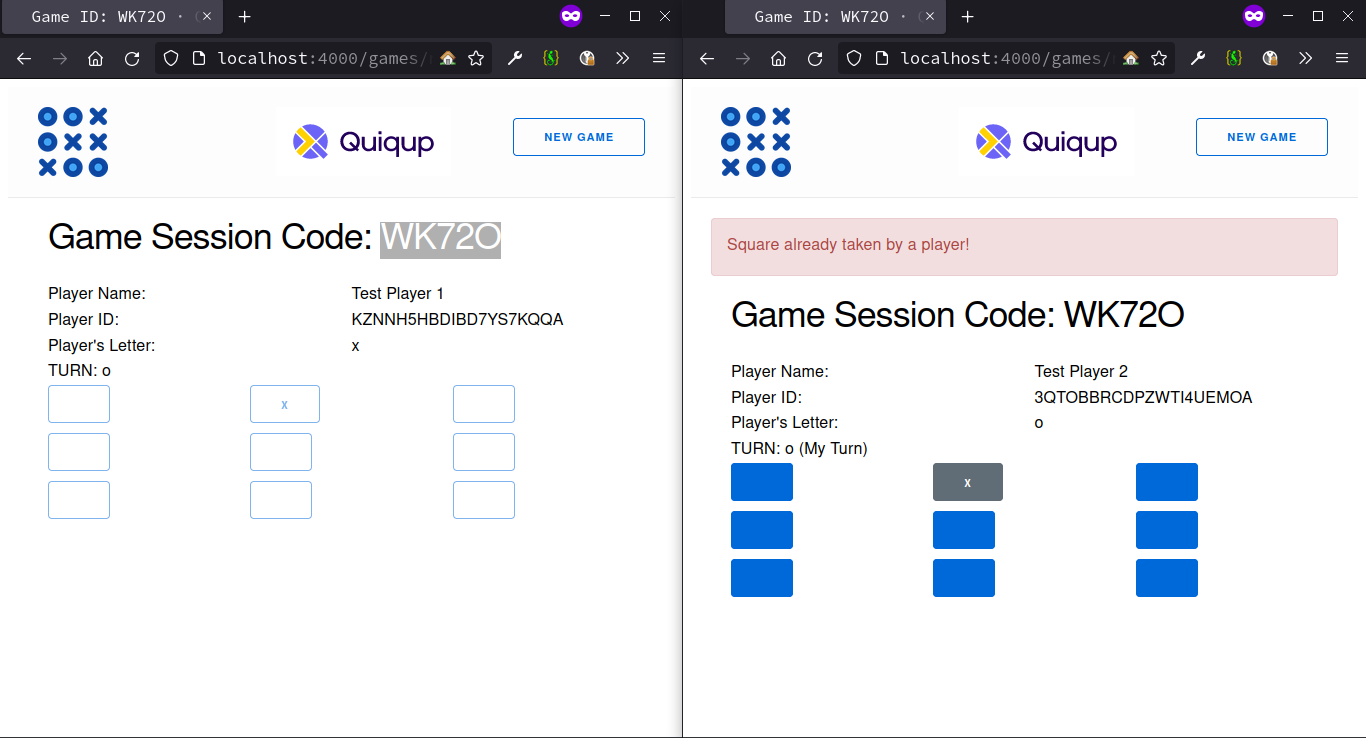 Game ID: WK72O ·
localhost:4000/games/
Quiqup
NEW GAME
Game Session Code: WK72O
Player Name: Test Player 1
Player ID: KZNNH5HBDIBD7YS7KQQA
Player's Letter: x
TURN: o
x
Game ID: WK72O ·
localhost:4000/games/
Quiqup
NEW GAME
Square already taken by a player!
Game Session Code: WK72O
Player Name: Test Player 2
Player ID: 3QTOBBRCDPZWTI4UEMOA
Player's Letter: o
TURN: o (My Turn)
x